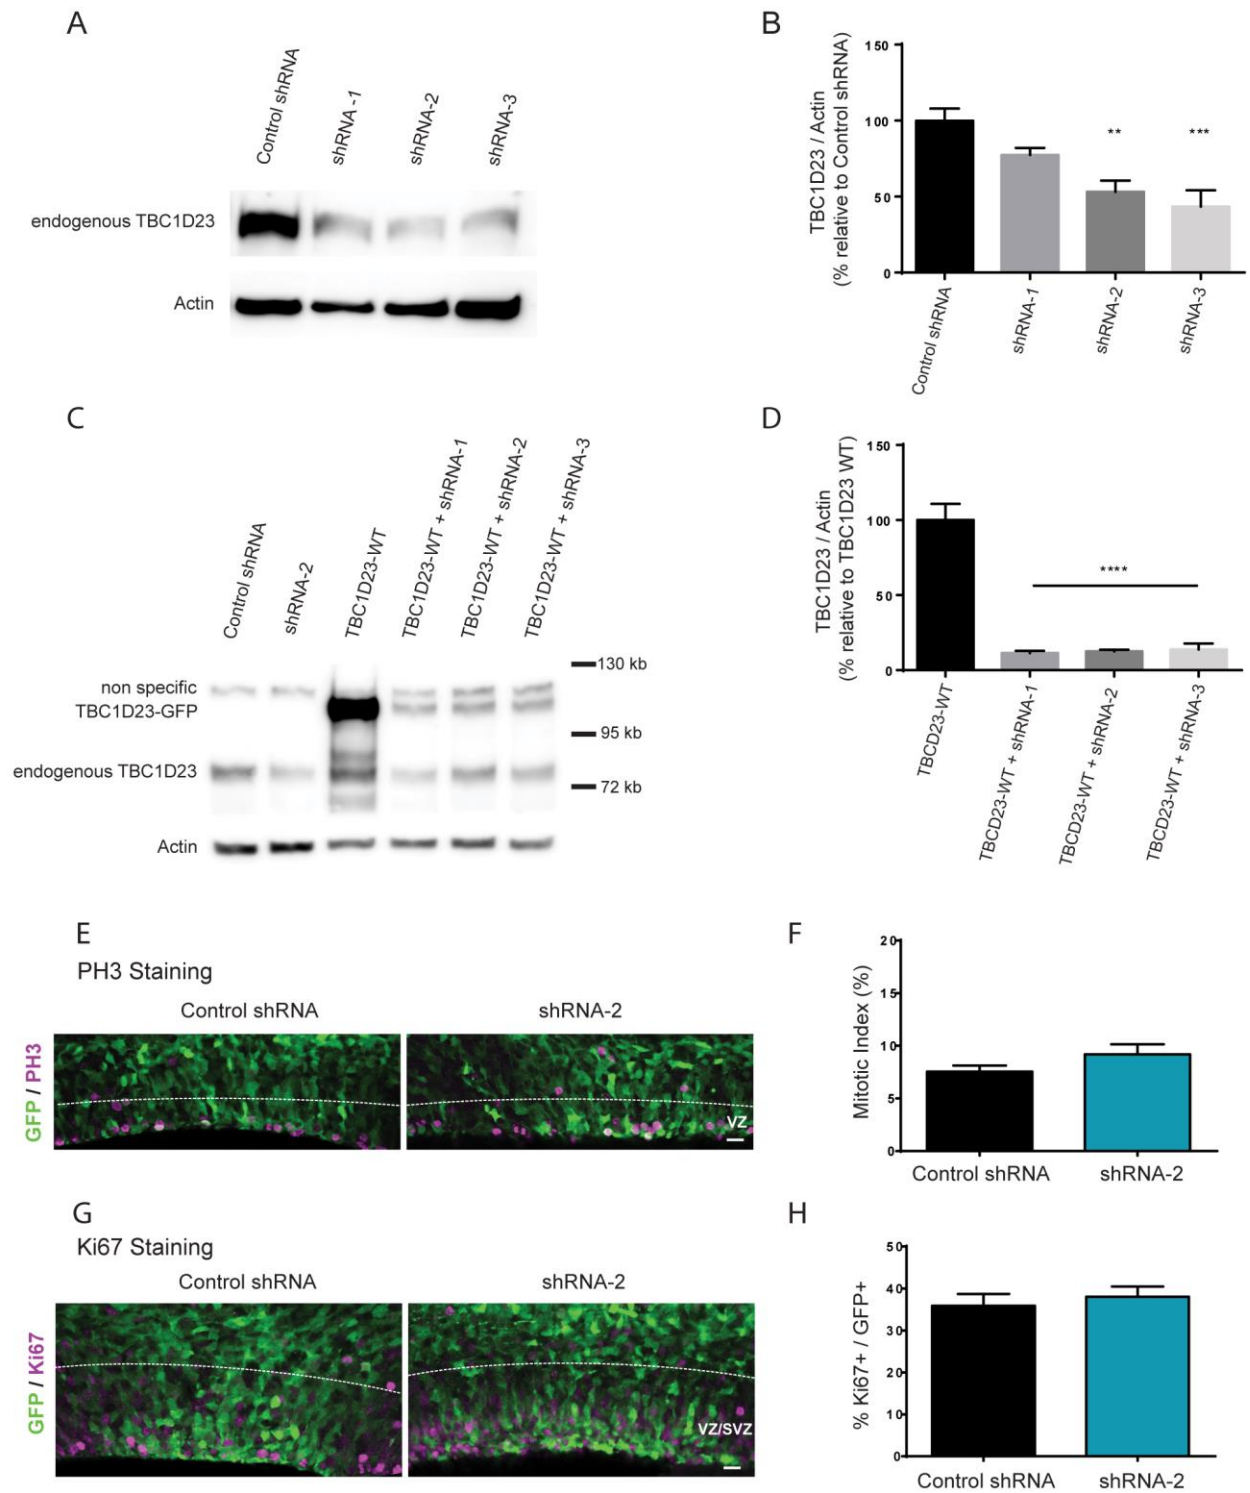 A
Control shRNA
shRNA-1
shRNA-2
shRNA-3
endogenous TBC1D23
Actin
B
TBC1D23 / Actin
(% relative to Control shRNA)
150
100
50
0
**
***
Control shRNA
shRNA-1
shRNA-2
shRNA-3
C
Control shRNA
shRNA-2
TBC1D23-WT
TBC1D23-WT + shRNA-1
TBC1D23-WT + shRNA-2
TBC1D23-WT + shRNA-3
non specific
TBC1D23-GFP
endogenous TBC1D23
Actin
130 kb
95 kb
72 kb
D
TBC1D23 / Actin
(% relative to TBC1D23 WT)
150
100
50
0
****
TBCD23-WT
TBCD23-WT + shRNA-1
TBCD23-WT + shRNA-2
TBCD23-WT + shRNA-3
E
PH3 Staining
Control shRNA
shRNA-2
GFP / PH3
VZ
F
Mitotic Index (%)
20
15
10
5
0
Control shRNA
shRNA-2
G
Ki67 Staining
Control shRNA
shRNA-2
GFP / Ki67
VZ/SVZ
H
% Ki67+ / GFP+
50
40
30
20
10
0
Control shRNA
shRNA-2